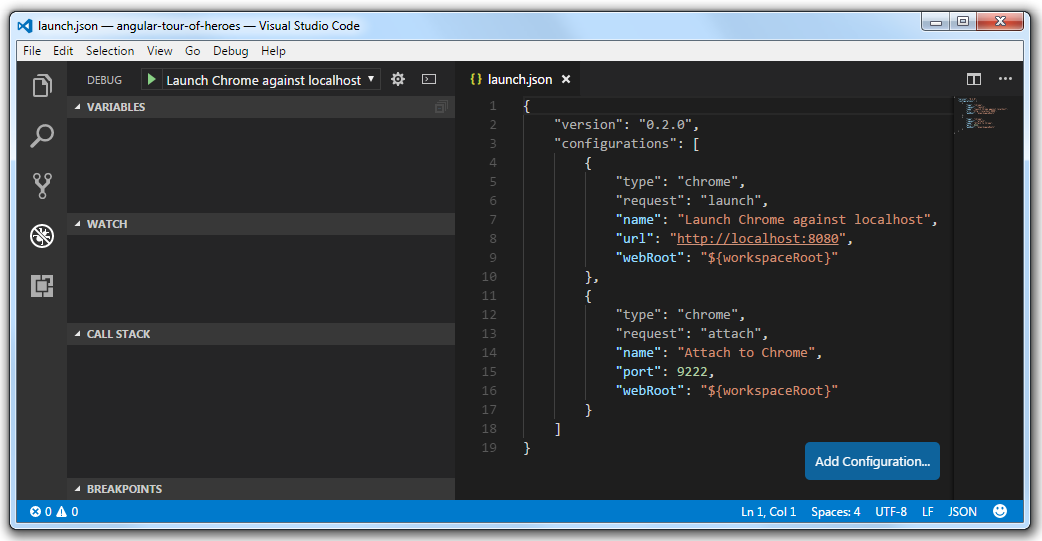 launch.json — angular-tour-of-heroes — Visual Studio Code
File Edit Selection View Go Debug Help
DEBUG Launch Chrome against localhost
VARIABLES
WATCH
CALL STACK
BREAKPOINTS
{} launch.json ×
1 {
2 "version": "0.2.0",
3 "configurations": [
4 {
5 "type": "chrome",
6 "request": "launch",
7 "name": "Launch Chrome against localhost",
8 "url": "http://localhost:8080",
9 "webRoot": "${workspaceRoot}"
10 },
11 {
12 "type": "chrome",
13 "request": "attach",
14 "name": "Attach to Chrome",
15 "port": 9222,
16 "webRoot": "${workspaceRoot}"
17 }
18 ]
19 }
Add Configuration...
0 0 Ln 1, Col 1 Spaces: 4 UTF-8 LF JSON